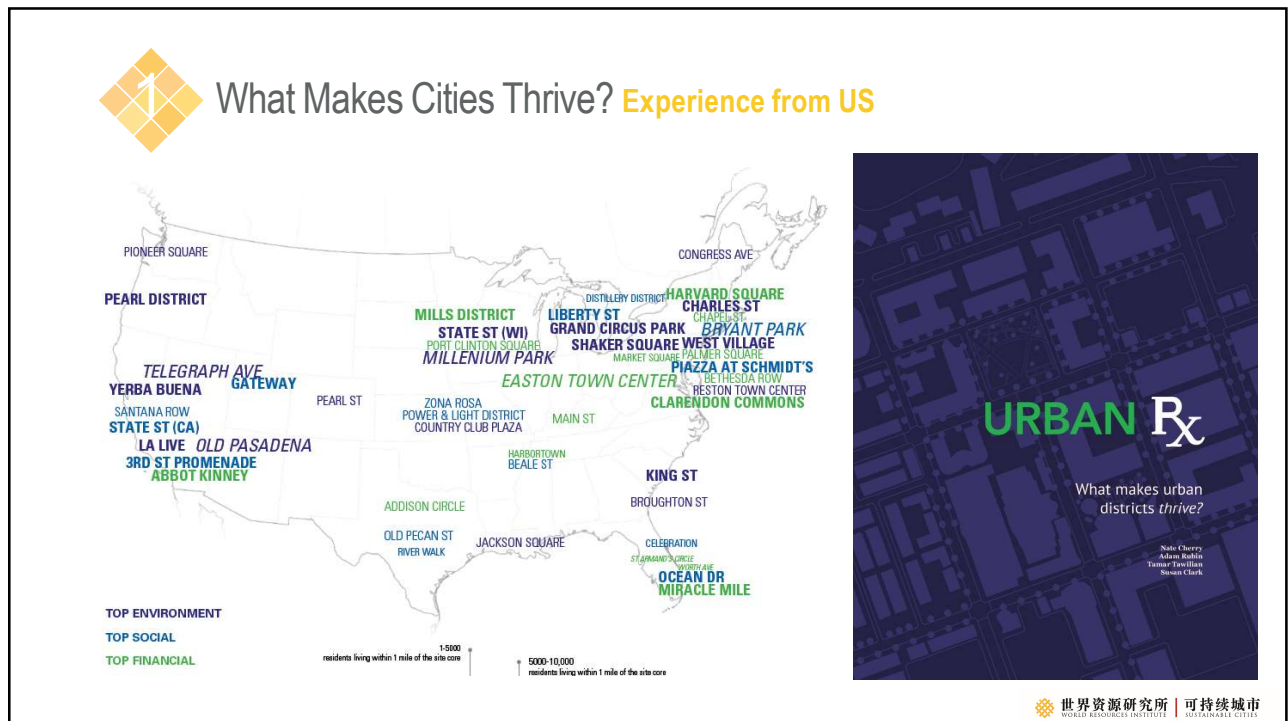 1
What Makes Cities Thrive? Experience from US
PIONEER SQUARE
CONGRESS AVE
PEARL DISTRICT
DISTILLERY DISTRICT
HARVARD SQUARE
CHARLES ST
MILLS DISTRICT
LIBERTY ST
CHAPEL ST
STATE ST (WI)
GRAND CIRCUS PARK
BRYANT PARK
PORT CLINTON SQUARE
SHAKER SQUARE
WEST VILLAGE
MILLENIUM PARK
MARKET SQUARE
PALMER SQUARE
TELEGRAPH AVE
PIAZZA AT SCHMIDT'S
GATEWAY
EASTON TOWN CENTER
BETHESDA ROW
YERBA BUENA
RESTON TOWN CENTER
PEARL ST
ZONA ROSA
CLARENDON COMMONS
SANTANA ROW
POWER & LIGHT DISTRICT
MAIN ST
STATE ST (CA)
COUNTRY CLUB PLAZA
LA LIVE
OLD PASADENA
HARBORTOWN
3RD ST PROMENADE
BEALE ST
ABBOT KINNEY
KING ST
ADDISON CIRCLE
BROUGHTON ST
OLD PECAN ST
JACKSON SQUARE
CELEBRATION
RIVER WALK
ST ARMAND'S CIRCLE
WORTH AVE
OCEAN DR
MIRACLE MILE
TOP ENVIRONMENT
TOP SOCIAL
TOP FINANCIAL
1-5000
residents living within 1 mile of the site core
5000-10,000
residents living within 1 mile of the site core
URBAN Rx
What makes urban
districts thrive?
Nate Cherry
Adam Rubin
Tamar Tawilian
Susan Clark
世界资源研究所 | 可持续城市
WORLD RESOURCES INSTITUTE | SUSTAINABLE CITIES